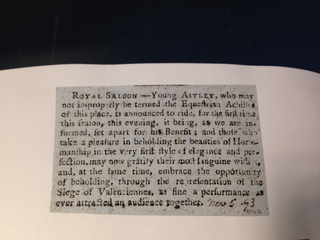 ROYAL SALOON.—Young ASTLEY, who may
not improperly be termed the Equestrian Achilles
of this place, is announced to ride, for the first time
this season, this evening, it being, as we are in-
formed, set apart for his Benefit; and those who
take a pleasure in beholding the beauties of Horse-
manship in the very first style of elegance and per-
fection, may now gratify their most sanguine wishes,
and, at the same time, embrace the opportunity
of beholding, through the representation of the
Siege of Valenciennes, as fine a performance as
ever attracted an audience together. Nov. 5 93